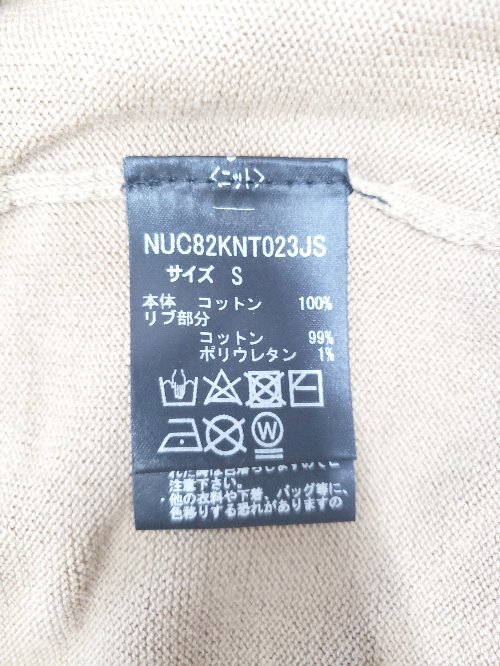 <ニット>
NUC82KNT023JS
サイズ S
本体 コットン 100%
リブ部分
コットン 99%
ポリウレタン 1%
W
注意下さい。
・他の衣料や下着、バッグ等に、
色移りする恐れがありますの